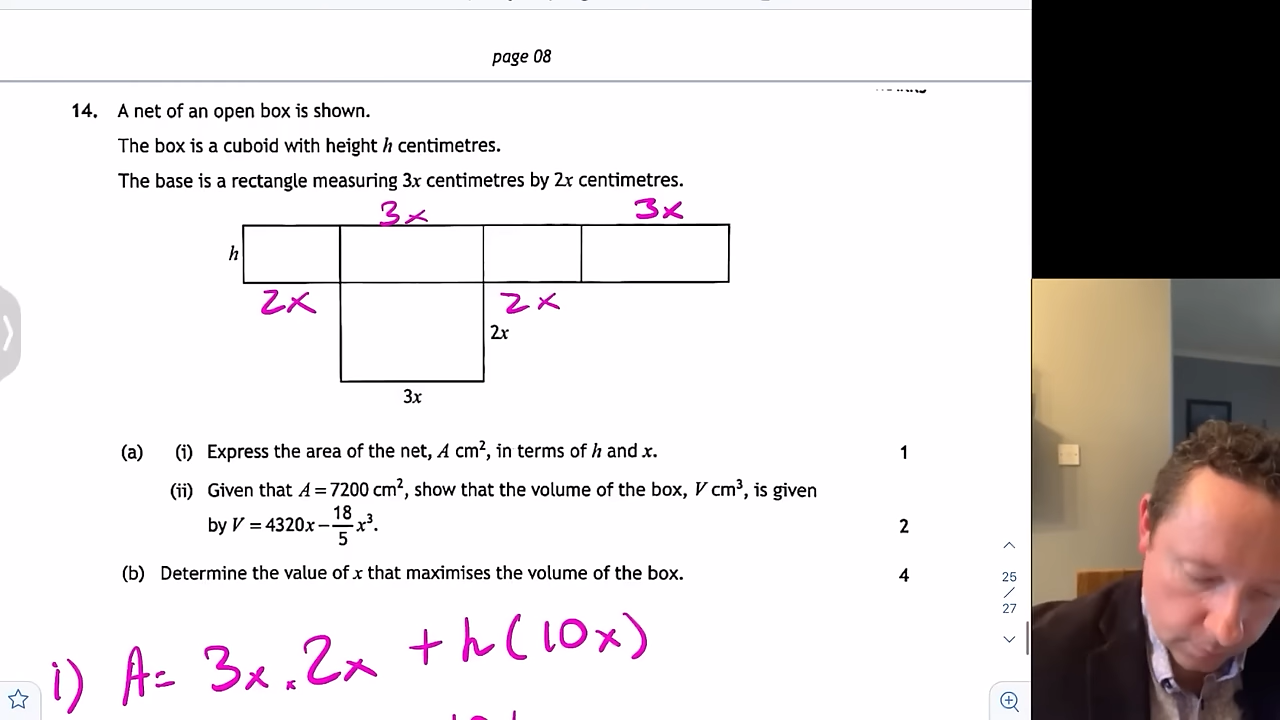 page 08
14. A net of an open box is shown.
The box is a cuboid with height h centimetres.
The base is a rectangle measuring 3x centimetres by 2x centimetres.
3x 3x
h
2x 2x
2x
3x
(a) (i) Express the area of the net, A cm², in terms of h and x. 1
(ii) Given that A = 7200 cm², show that the volume of the box, V cm³, is given
by V = 4320x − 18/5 x³. 2
(b) Determine the value of x that maximises the volume of the box. 4
25
/
27
i) A = 3x . 2x + h(10x)